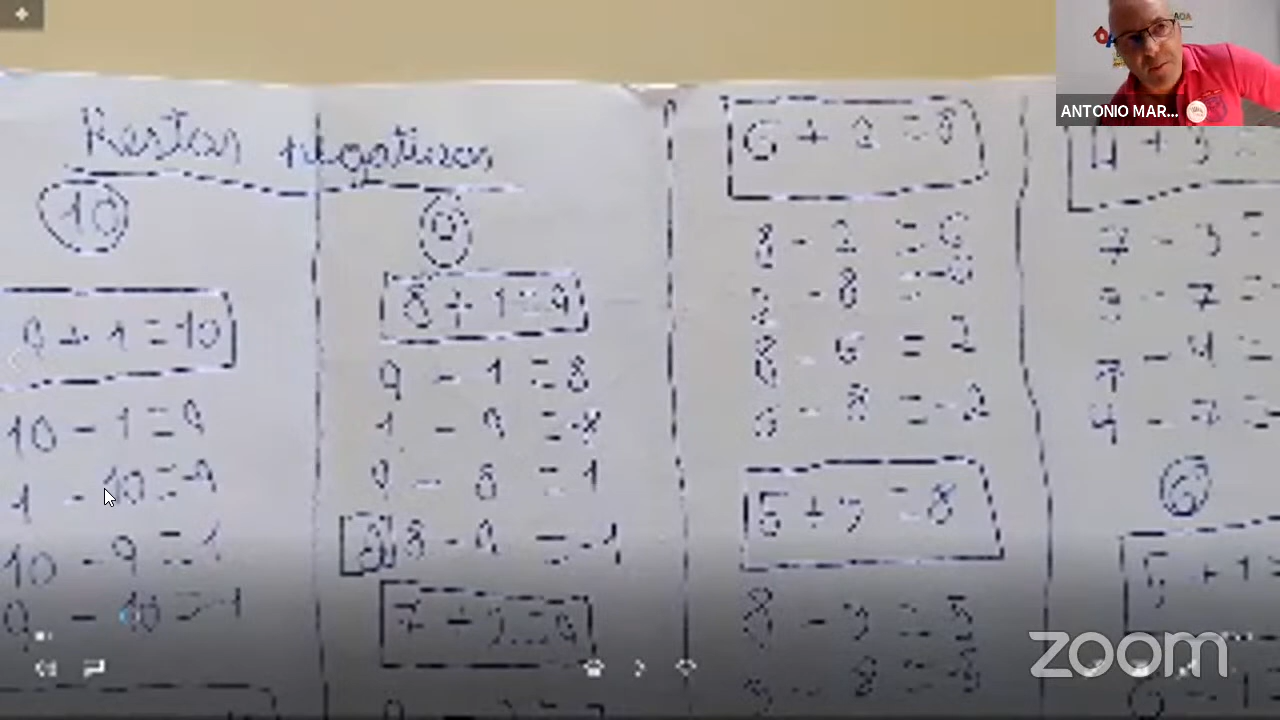 Restas negativas
10
9 + 1 = 10
10 - 1 = 9
1 - 10 = -9
10 - 9 = 1
9 - 10 = -1
9
8 + 1 = 9
9 - 1 = 8
1 - 9 = -8
9 - 8 = 1
8 - 9 = -1
7 + 2 = 9
6 + 2 = 8
8 - 2 = 6
2 - 8 = -6
8 - 6 = 2
6 - 8 = -2
5 + 3 = 8
8 - 3 = 5
3 - 8 = -5
4 + 3 =
7 - 3 =
3 - 7 =
7 - 4 =
4 - 7 =
6
5 + 1 =
ANTONIO MAR...
zoom